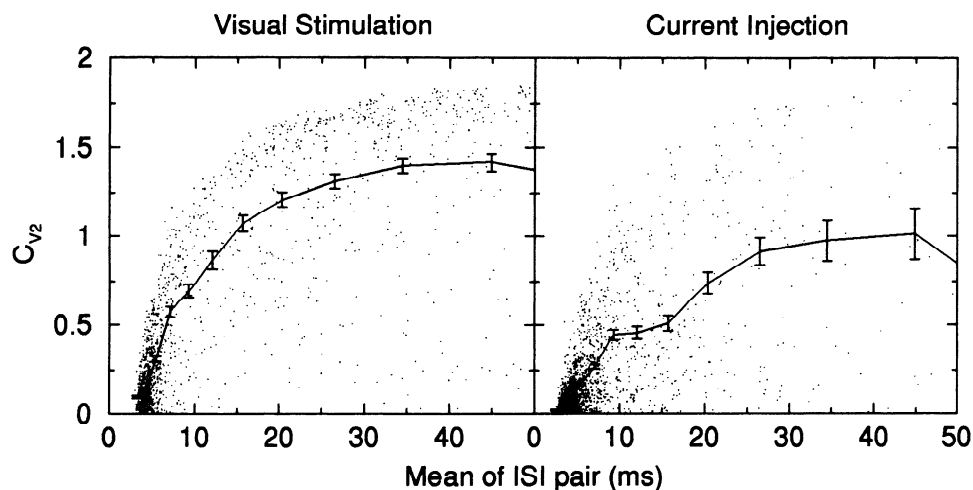 Visual Stimulation
Current Injection
2
1.5
1
0.5
0
C_V2
0 10 20 30 40 0 10 20 30 40 50
Mean of ISI pair (ms)